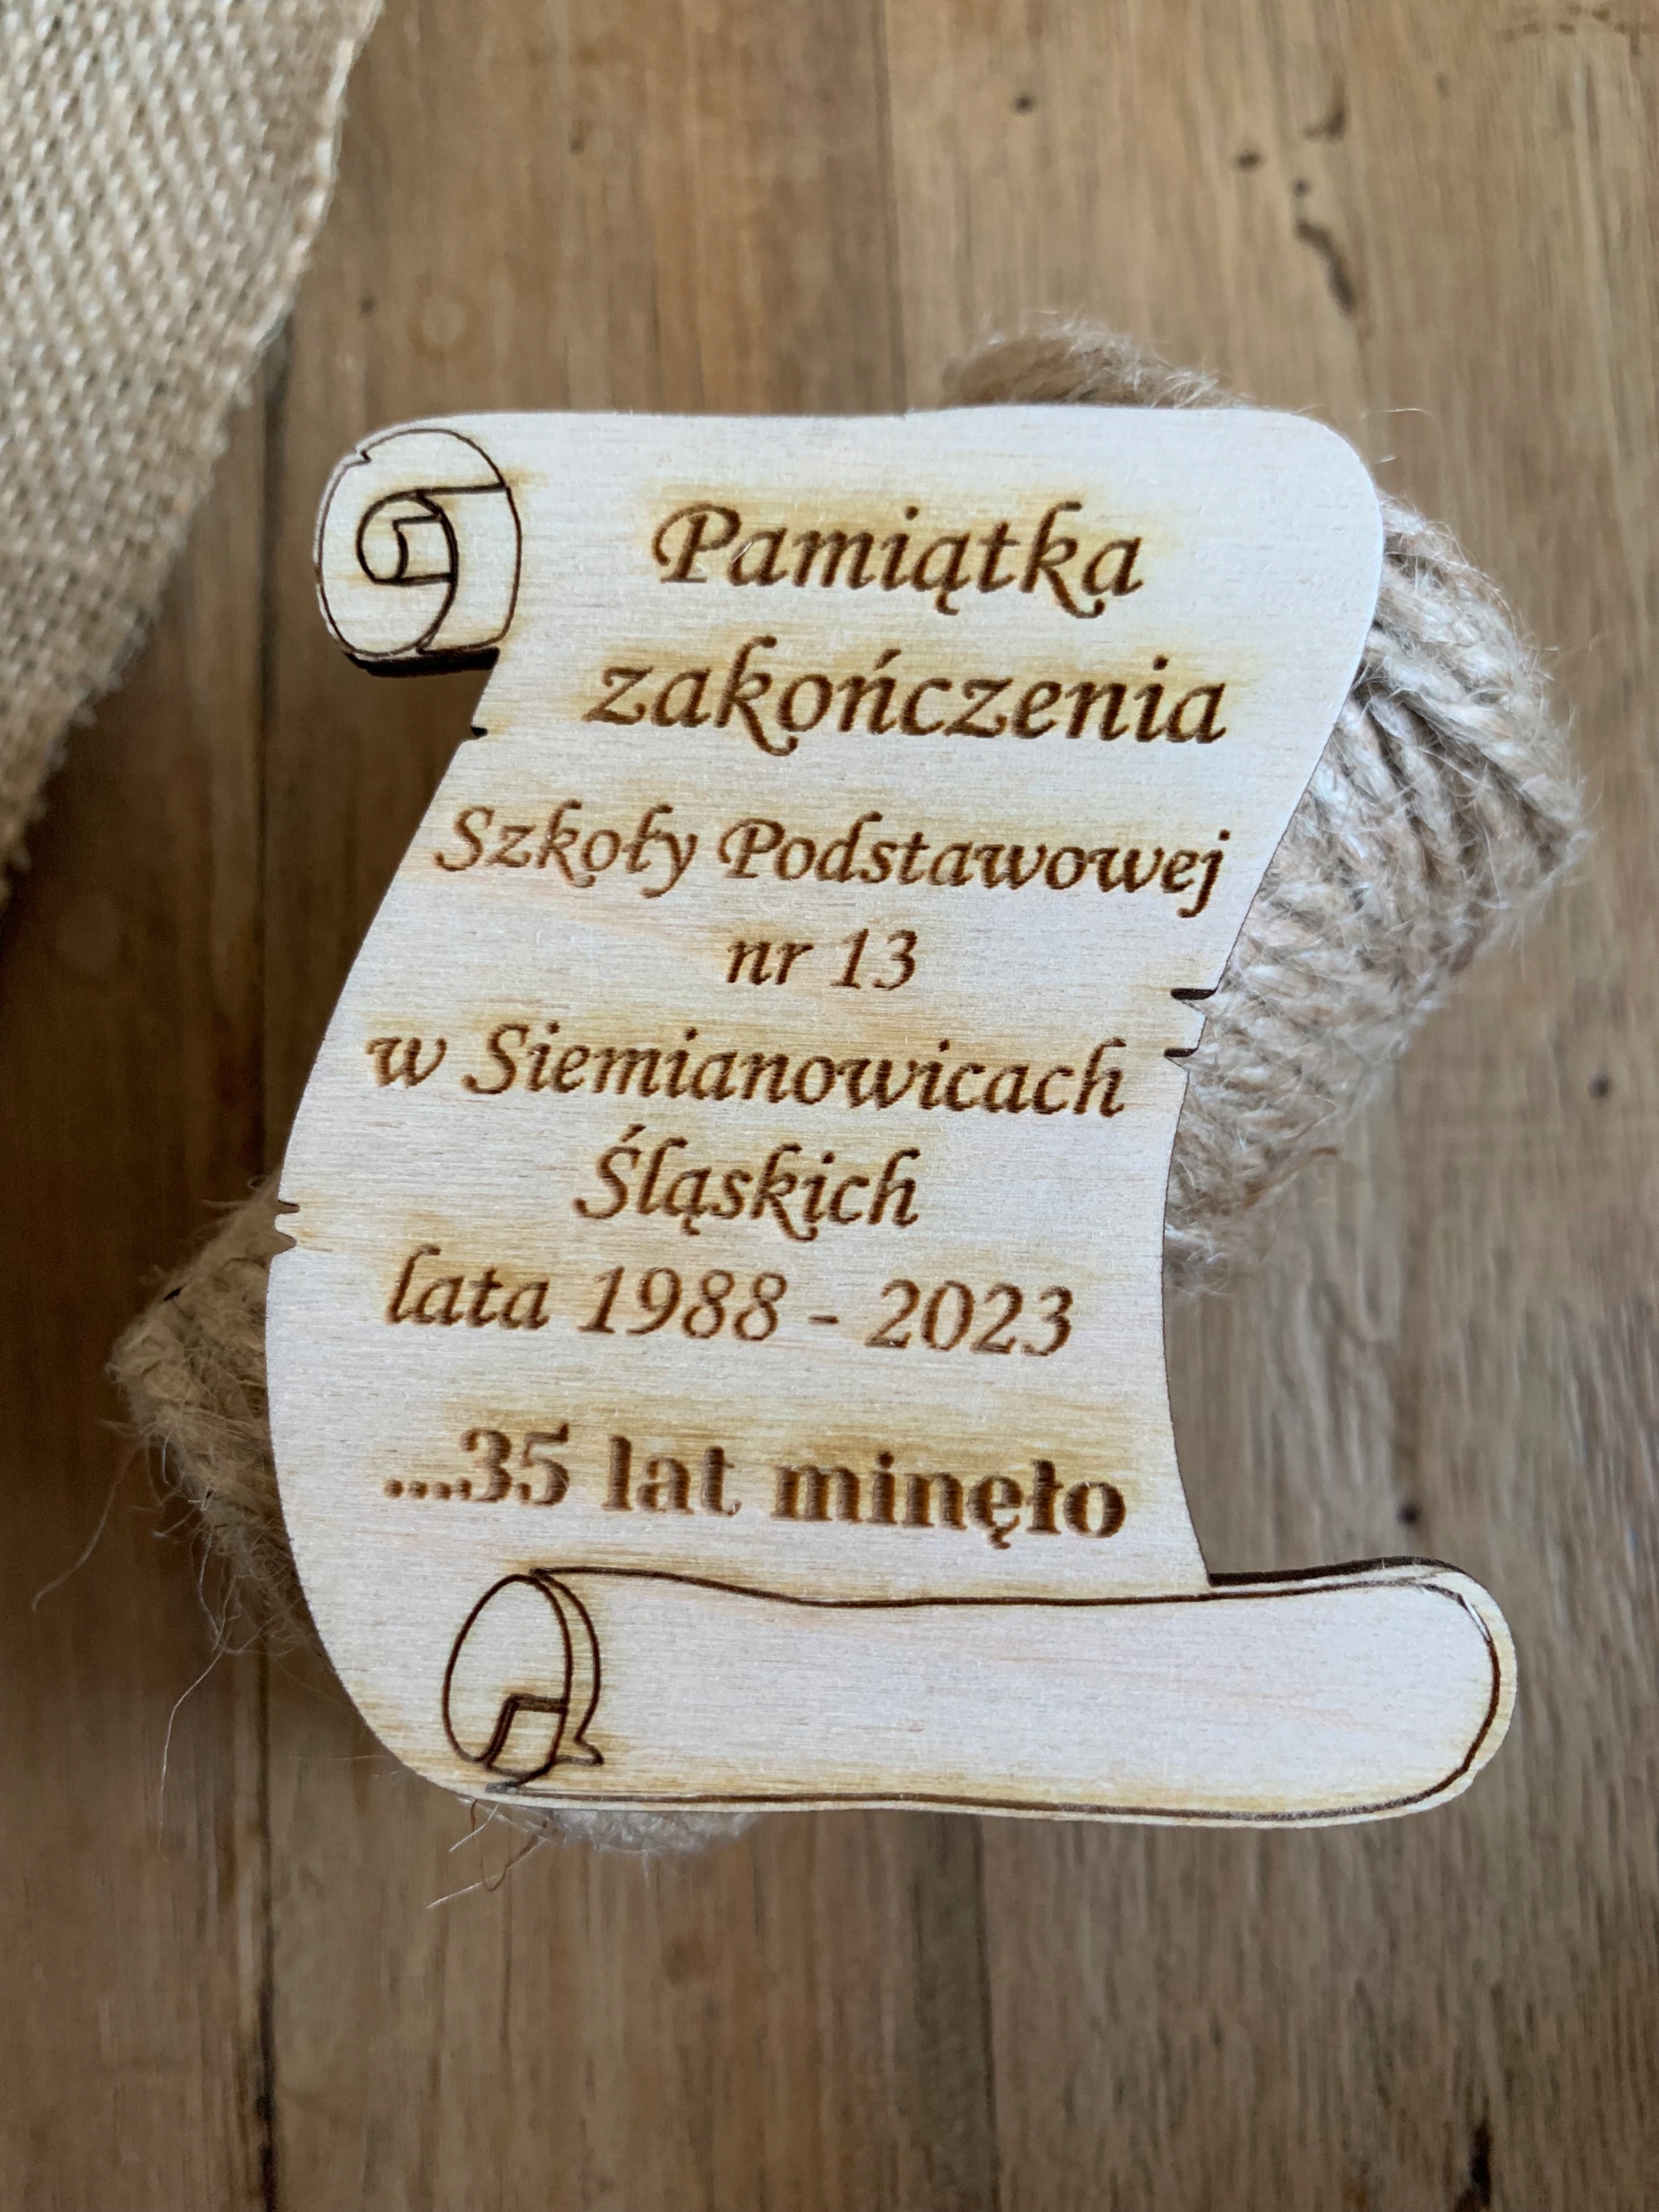 Pamiątka
zakończenia
Szkoły Podstawowej
nr 13
w Siemianowicach
Śląskich
lata 1988 - 2023
....35 lat minęło